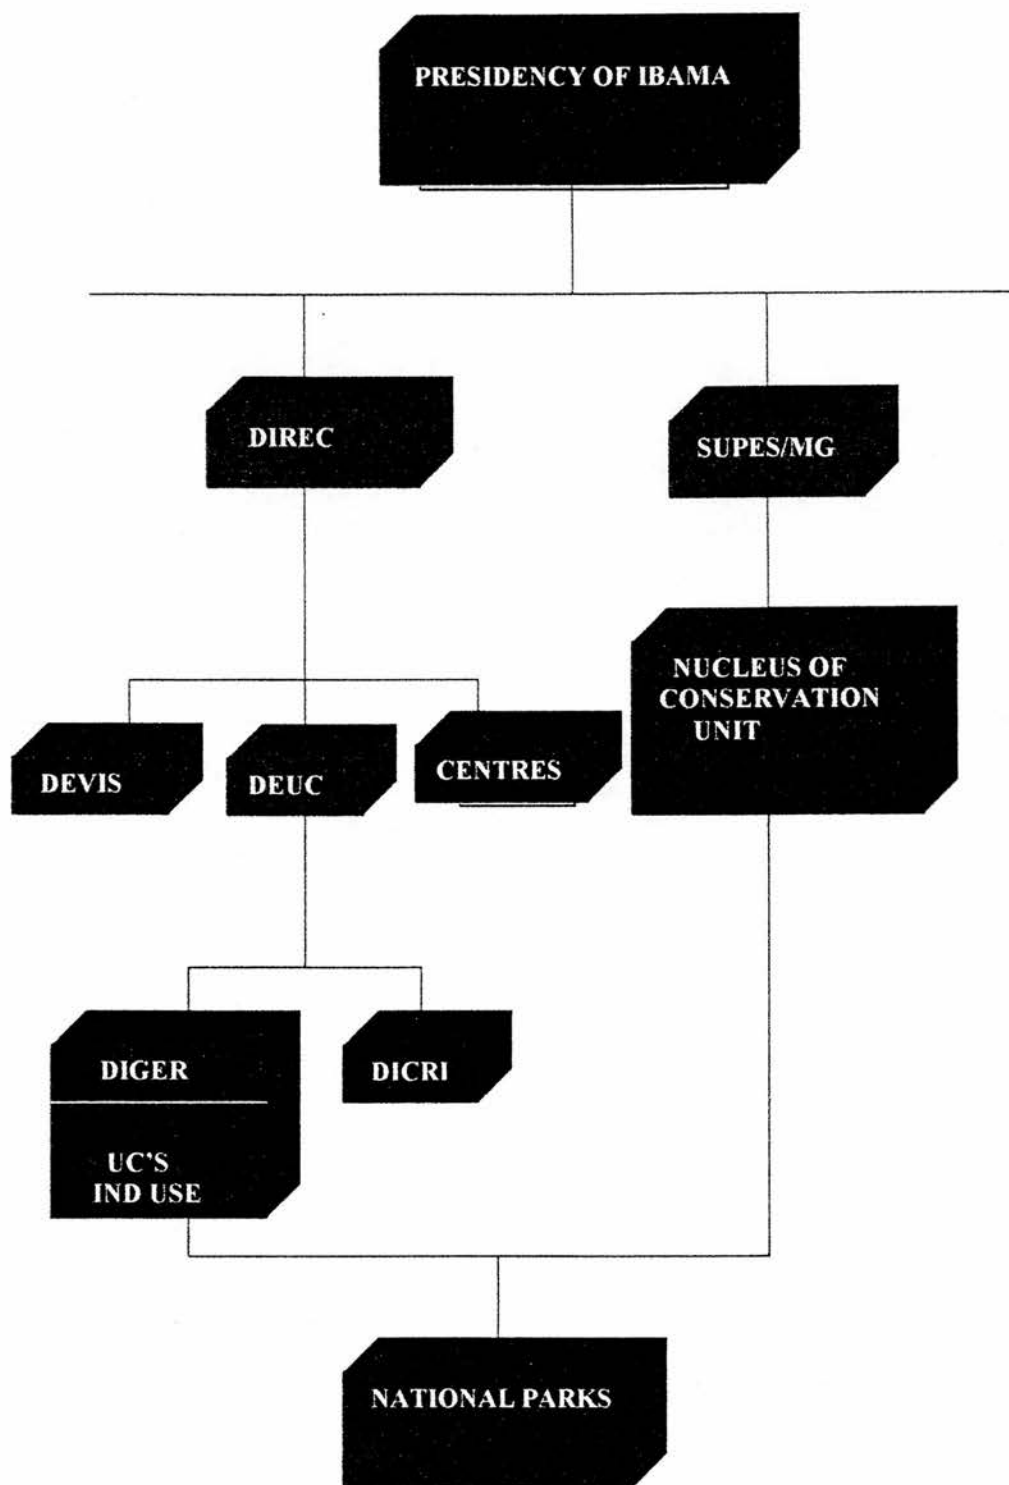 PRESIDENCY OF IBAMA
DIREC
SUPES/MG
NUCLEUS OF
CONSERVATION
UNIT
DEVIS
DEUC
CENTRES
DIGER
DICRI
UC'S
IND USE
NATIONAL PARKS